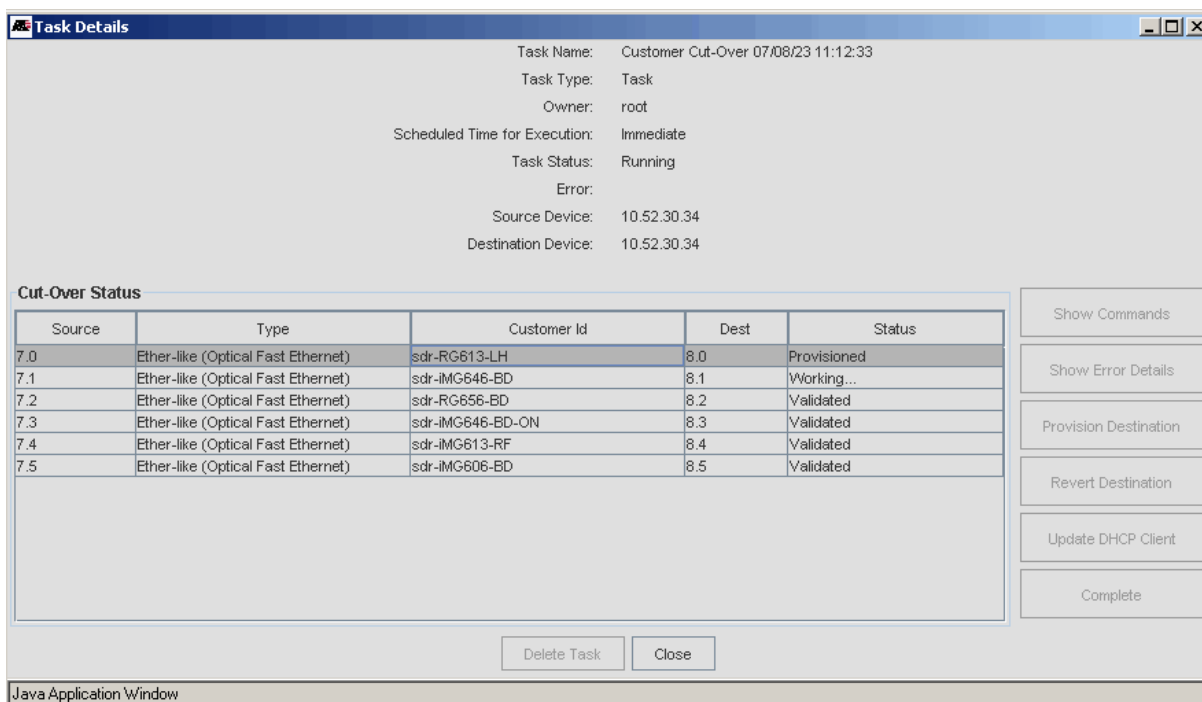 Task Details
Task Name: Customer Cut-Over 07/08/23 11:12:33
Task Type: Task
Owner: root
Scheduled Time for Execution: Immediate
Task Status: Running
Error:
Source Device: 10.52.30.34
Destination Device: 10.52.30.34
Cut-Over Status
Source Type Customer Id Dest Status
7.0 Ether-like (Optical Fast Ethernet) sdr-RG613-LH 8.0 Provisioned
7.1 Ether-like (Optical Fast Ethernet) sdr-iMG646-BD 8.1 Working...
7.2 Ether-like (Optical Fast Ethernet) sdr-RG656-BD 8.2 Validated
7.3 Ether-like (Optical Fast Ethernet) sdr-iMG646-BD-ON 8.3 Validated
7.4 Ether-like (Optical Fast Ethernet) sdr-iMG613-RF 8.4 Validated
7.5 Ether-like (Optical Fast Ethernet) sdr-iMG606-BD 8.5 Validated
Show Commands
Show Error Details
Provision Destination
Revert Destination
Update DHCP Client
Complete
Delete Task Close
Java Application Window